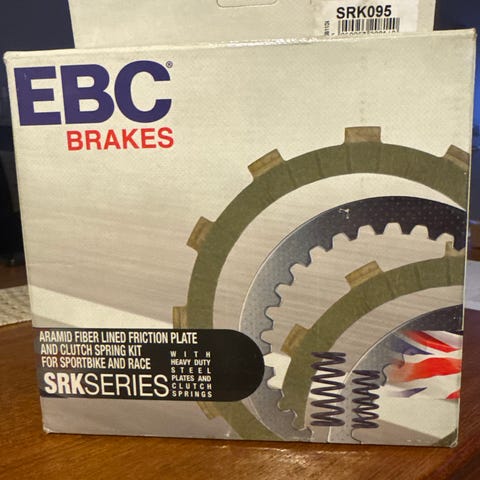 SRK095
EBC®
BRAKES
ARAMID FIBER LINED FRICTION PLATE
AND CLUTCH SPRING KIT
FOR SPORTBIKE AND RACE
SRKSERIES
WITH
HEAVY DUTY
STEEL
PLATES AND
CLUTCH
SPRINGS